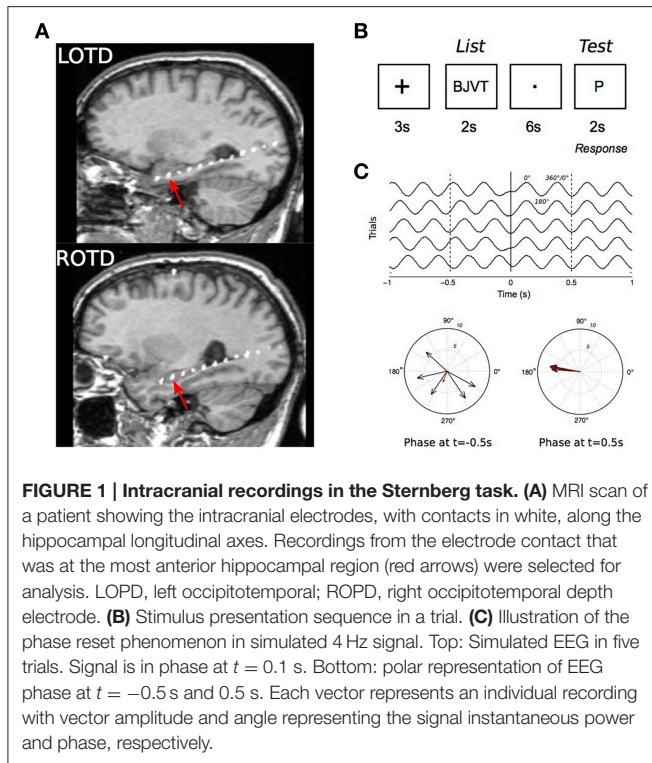 A
LOTD
ROTD
B
List
Test
+
BJVT
.
P
3s
2s
6s
2s
Response
C
0°
360°/0°
180°
Trials
−1
−0.5
0
0.5
1
Time (s)
90°
10
5
180°
0°
270°
Phase at t=-0.5s
90°
10
5
180°
0°
270°
Phase at t=0.5s
FIGURE 1 | Intracranial recordings in the Sternberg task. (A) MRI scan of
a patient showing the intracranial electrodes, with contacts in white, along the
hippocampal longitudinal axes. Recordings from the electrode contact that
was at the most anterior hippocampal region (red arrows) were selected for
analysis. LOPD, left occipitotemporal; ROPD, right occipitotemporal depth
electrode. (B) Stimulus presentation sequence in a trial. (C) Illustration of the
phase reset phenomenon in simulated 4 Hz signal. Top: Simulated EEG in five
trials. Signal is in phase at t = 0.1 s. Bottom: polar representation of EEG
phase at t = −0.5 s and 0.5 s. Each vector represents an individual recording
with vector amplitude and angle representing the signal instantaneous power
and phase, respectively.